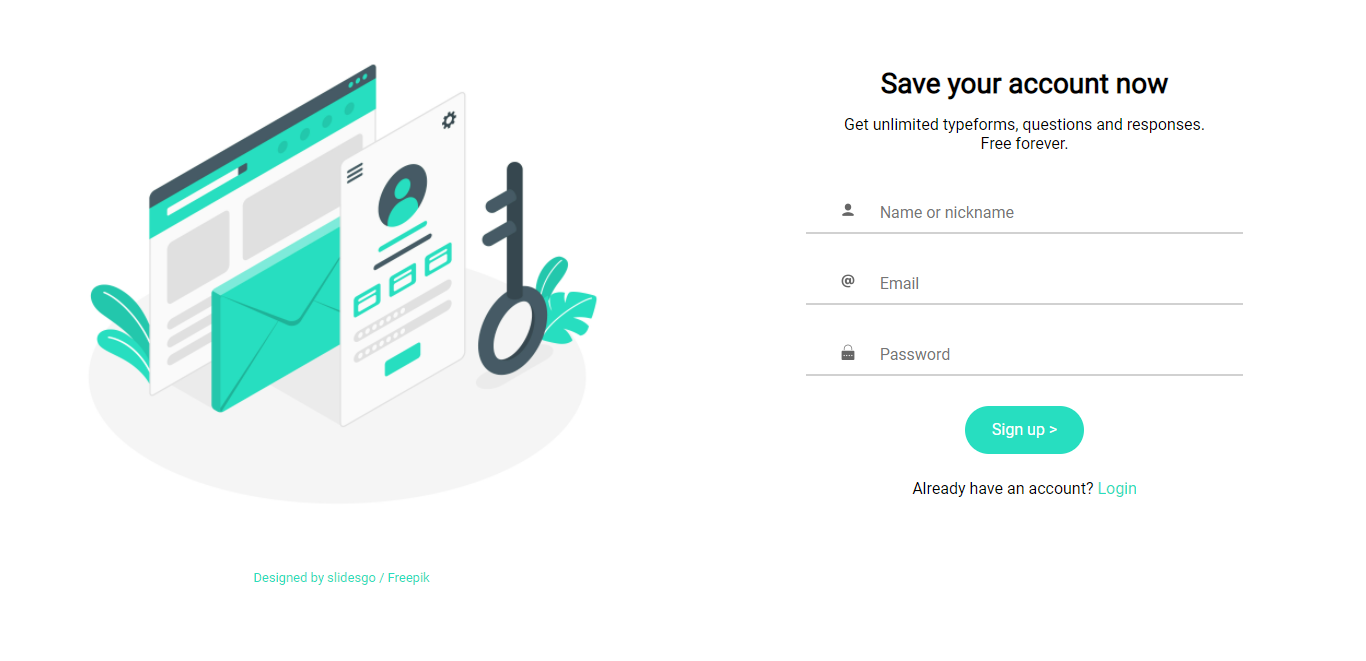 Save your account now
Get unlimited typeforms, questions and responses.
Free forever.
Name or nickname
@ Email
Password
Sign up >
Already have an account? Login
Designed by slidesgo / Freepik